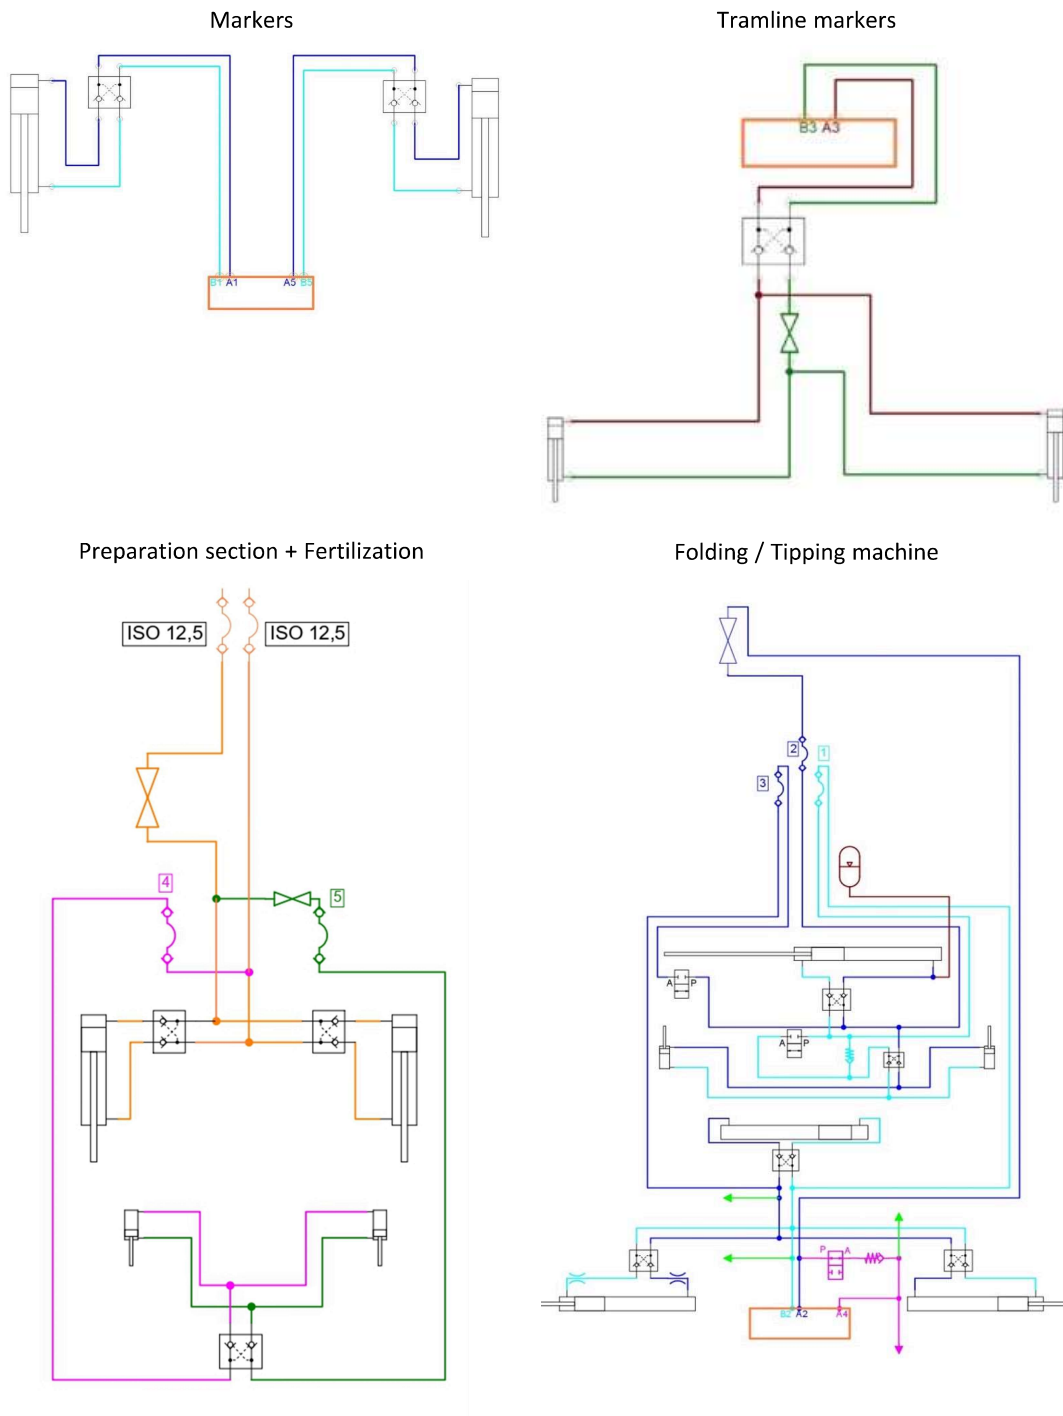 Markers
B1 A1 A5 B5
Tramline markers
B3 A3
Preparation section + Fertilization
ISO 12,5 ISO 12,5
4
5
Folding / Tipping machine
2
1
3
A P
A P
P A
B2 A2 A4